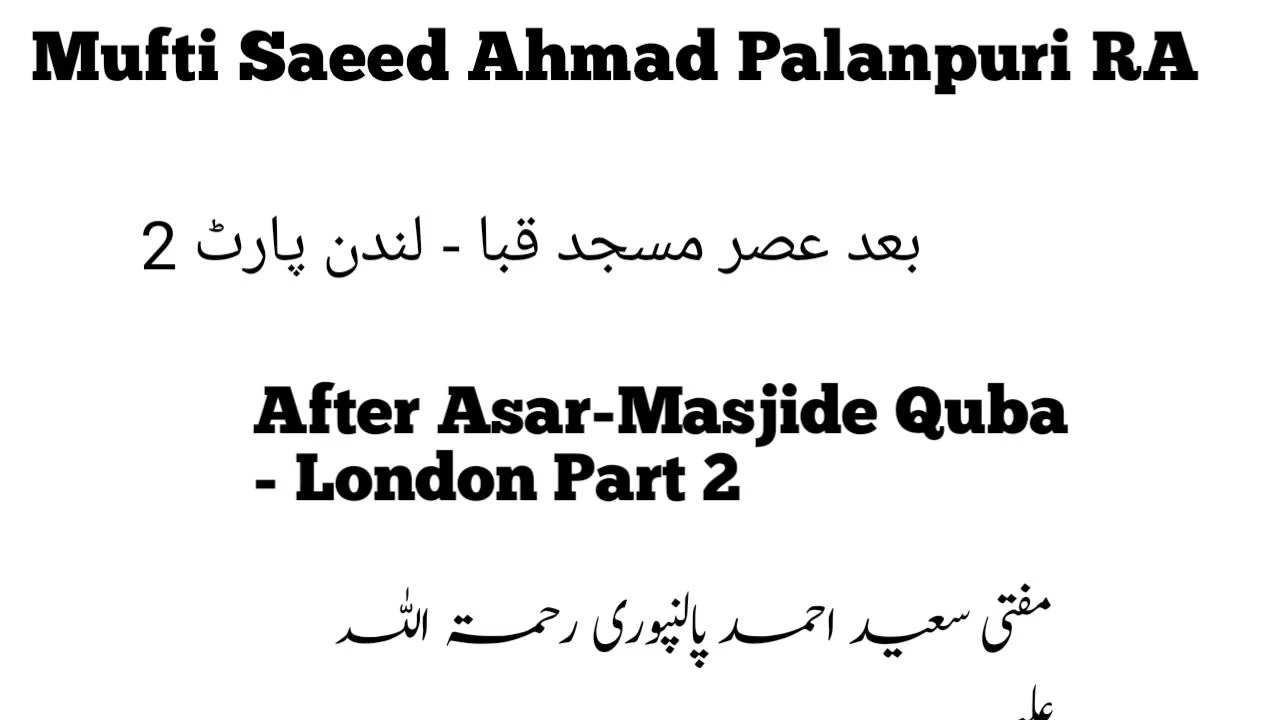 Mufti Saeed Ahmad Palanpuri RA
بعد عصر مسجد قبا - لندن پارٹ 2
After Asar-Masjide Quba
- London Part 2
مفتی سعید احمد پالنپوری رحمۃ اللہ